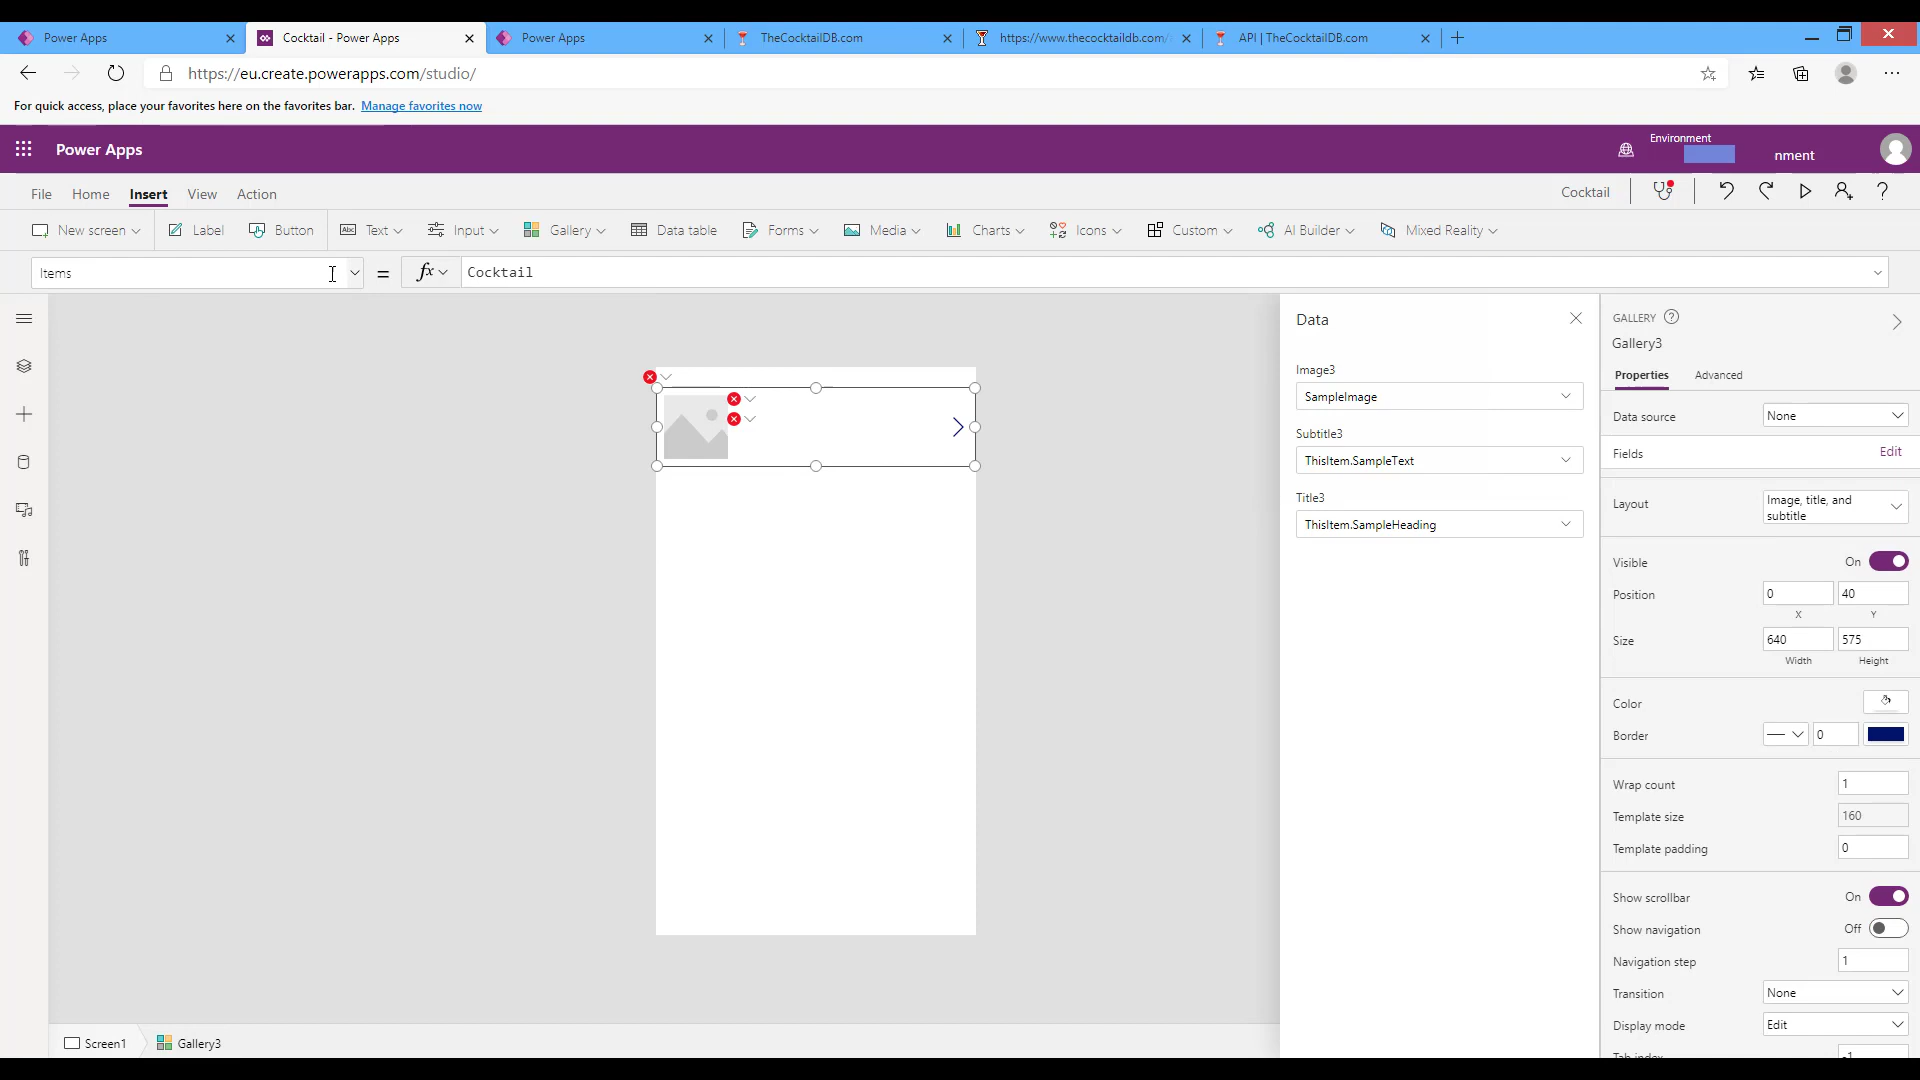 Power Apps
Cocktail - Power Apps
Power Apps
TheCocktailDB.com
https://www.thecocktaildb.com/
API | TheCocktailDB.com
https://eu.create.powerapps.com/studio/
For quick access, place your favorites here on the favorites bar. Manage favorites now
Power Apps
Environment
nment
File Home Insert View Action
Cocktail
New screen Label Button Text Input Gallery Data table Forms Media Charts Icons Custom AI Builder Mixed Reality
Items = fx Cocktail
Data
Image3
SampleImage
Subtitle3
ThisItem.SampleText
Title3
ThisItem.SampleHeading
GALLERY
Gallery3
Properties Advanced
Data source None
Fields Edit
Layout Image, title, and
subtitle
Visible On
Position 0 40
X Y
Size 640 575
Width Height
Color
Border 0
Wrap count 1
Template size 160
Template padding 0
Show scrollbar On
Show navigation Off
Navigation step 1
Transition None
Display mode Edit
Tab index -1
Screen1 Gallery3